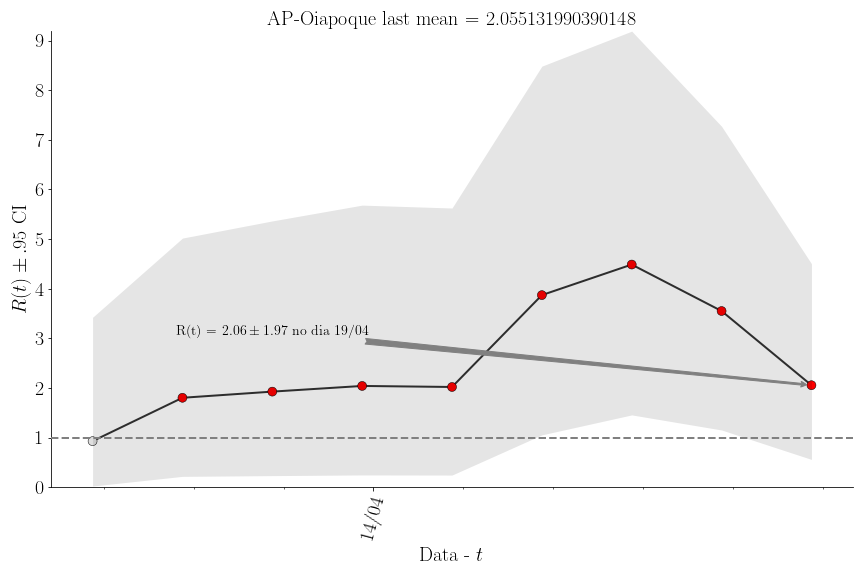 AP-Oiapoque last mean = 2.055131990390148
9
8
7
6
5
4
3
2
1
0
R(t) ± .95 CI
R(t) = 2.06 ± 1.97 no dia 19/04
14/04
Data - t